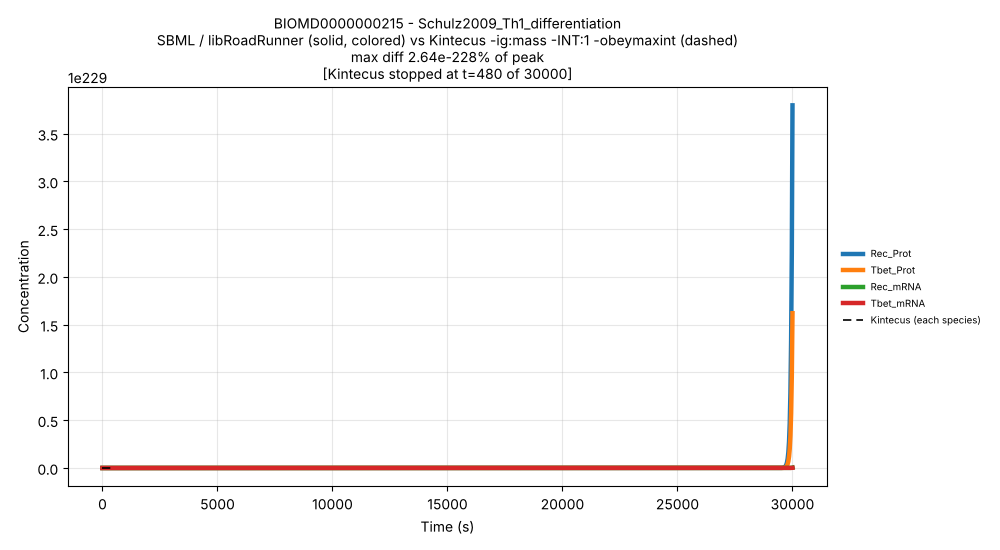 BIOMD0000000215 - Schulz2009_Th1_differentiation
SBML / libRoadRunner (solid, colored) vs Kintecus -ig:mass -INT:1 -obeymaxint (dashed)
max diff 2.64e-228% of peak
[Kintecus stopped at t=480 of 30000]
1e229
3.5
3.0
2.5
2.0
1.5
1.0
0.5
0.0
Concentration
0 5000 10000 15000 20000 25000 30000
Time (s)
Rec_Prot
Tbet_Prot
Rec_mRNA
Tbet_mRNA
Kintecus (each species)